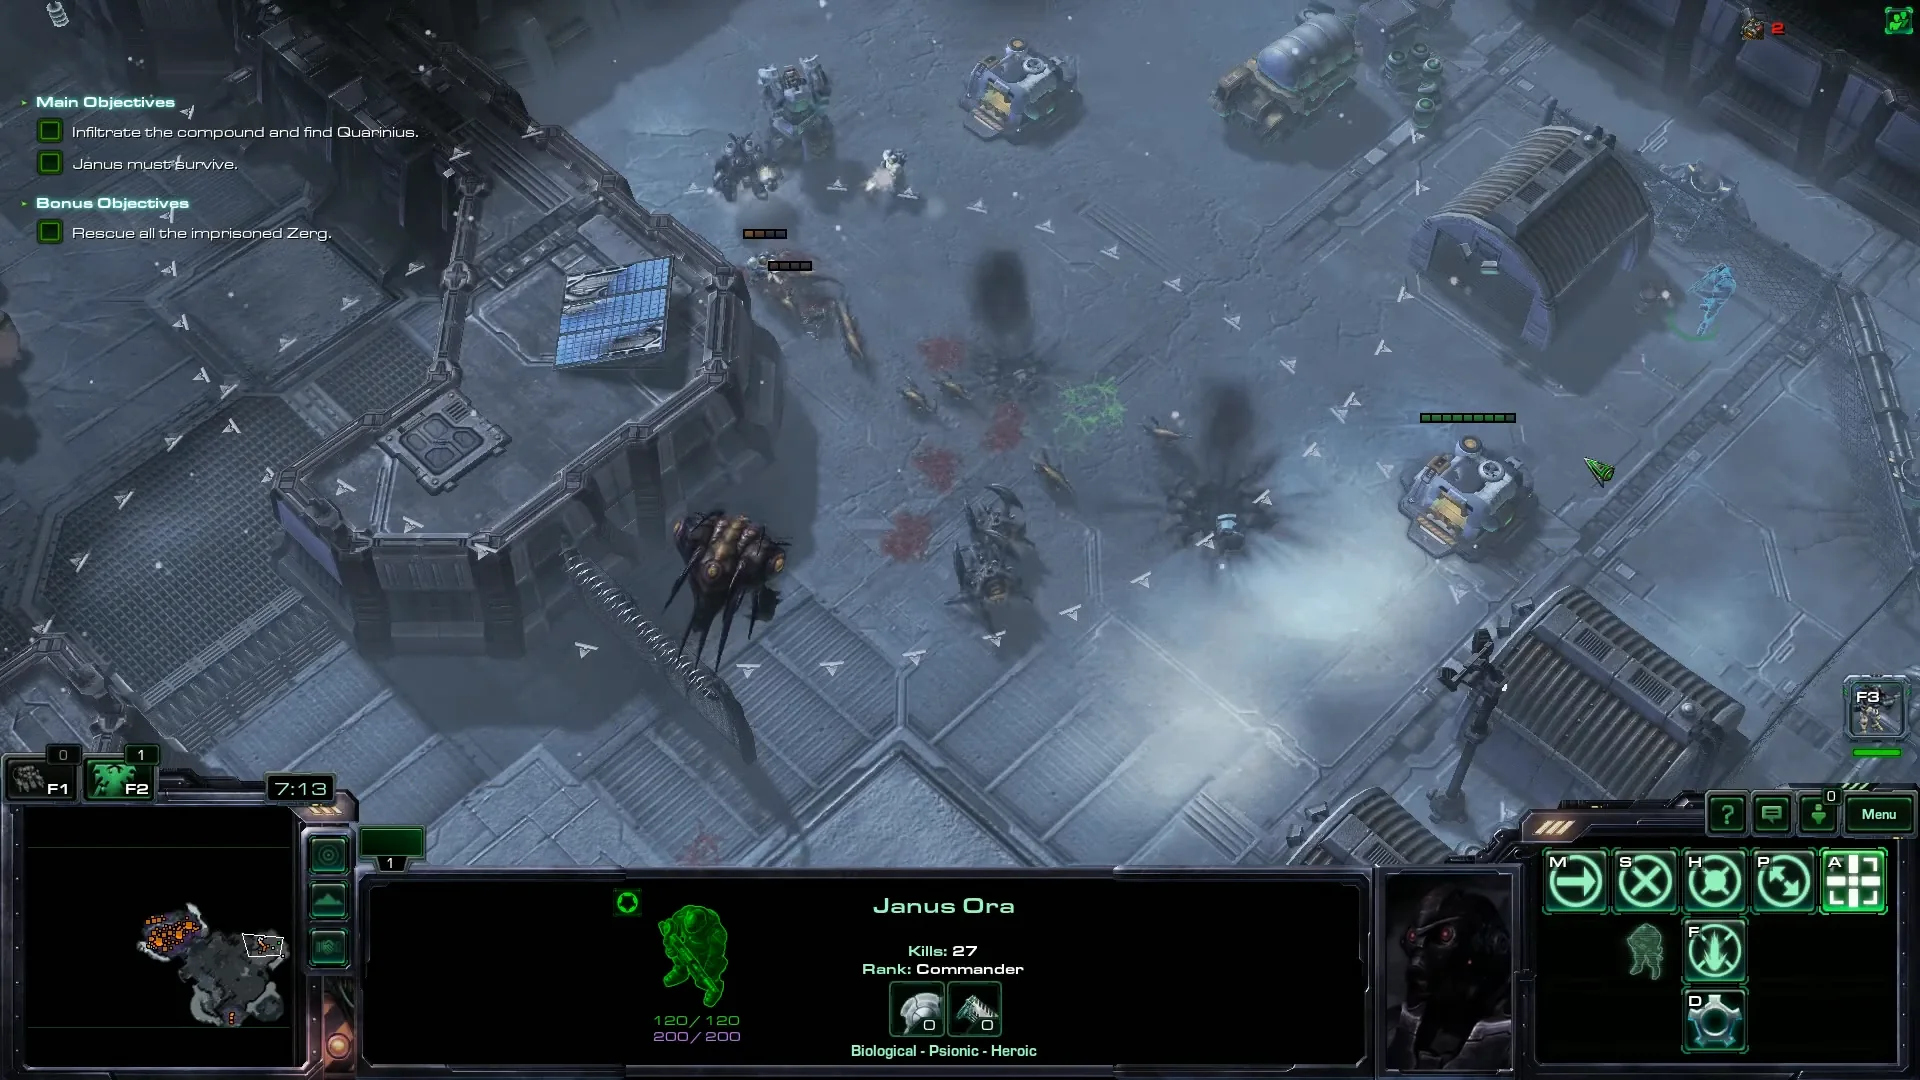 2
Main Objectives
Infiltrate the compound and find Quarinius.
Janus must survive.
Bonus Objectives
Rescue all the imprisoned Zerg.
F3
0
1
F1
F2
7:13
0
?
Menu
1
M
S
H
P
A
Janus Ora
Kills: 27
F
Rank: Commander
D
0
0
120/120
200/200
Biological - Psionic - Heroic